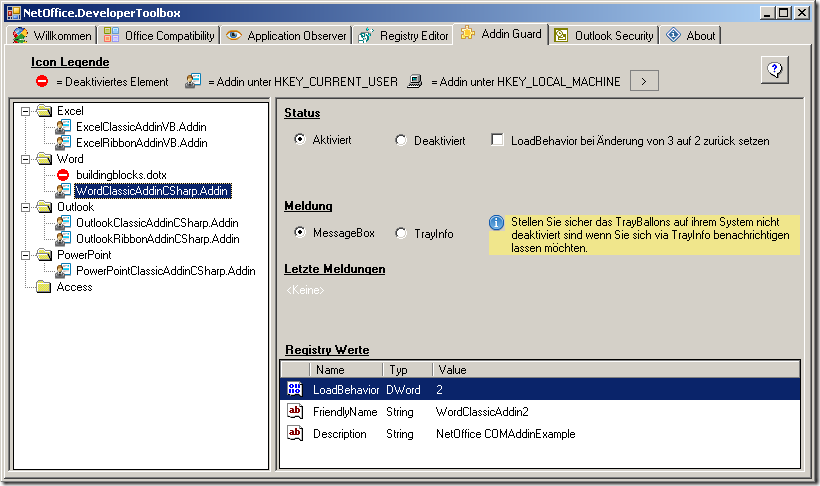 NetOffice.DeveloperToolbox
Willkommen
Office Compatibility
Application Observer
Registry Editor
Addin Guard
Outlook Security
About
Icon Legende
= Deaktiviertes Element
= Addin unter HKEY_CURRENT_USER
= Addin unter HKEY_LOCAL_MACHINE
>
Excel
ExcelClassicAddinVB.Addin
ExcelRibbonAddinVB.Addin
Word
buildingblocks.dotx
WordClassicAddinCSharp.Addin
Outlook
OutlookClassicAddinCSharp.Addin
OutlookRibbonAddinCSharp.Addin
PowerPoint
PowerPointClassicAddinCSharp.Addin
Access
Status
Aktiviert
Deaktiviert
LoadBehavior bei Änderung von 3 auf 2 zurück setzen
Meldung
MessageBox
TrayInfo
Stellen Sie sicher das TrayBallons auf ihrem System nicht
deaktiviert sind wenn Sie sich via TrayInfo benachrichtigen
lassen möchten.
Letzte Meldungen
<Keine>
Registry Werte
Name Typ Value
LoadBehavior DWord 2
FriendlyName String WordClassicAddin2
Description String NetOffice COMAddinExample